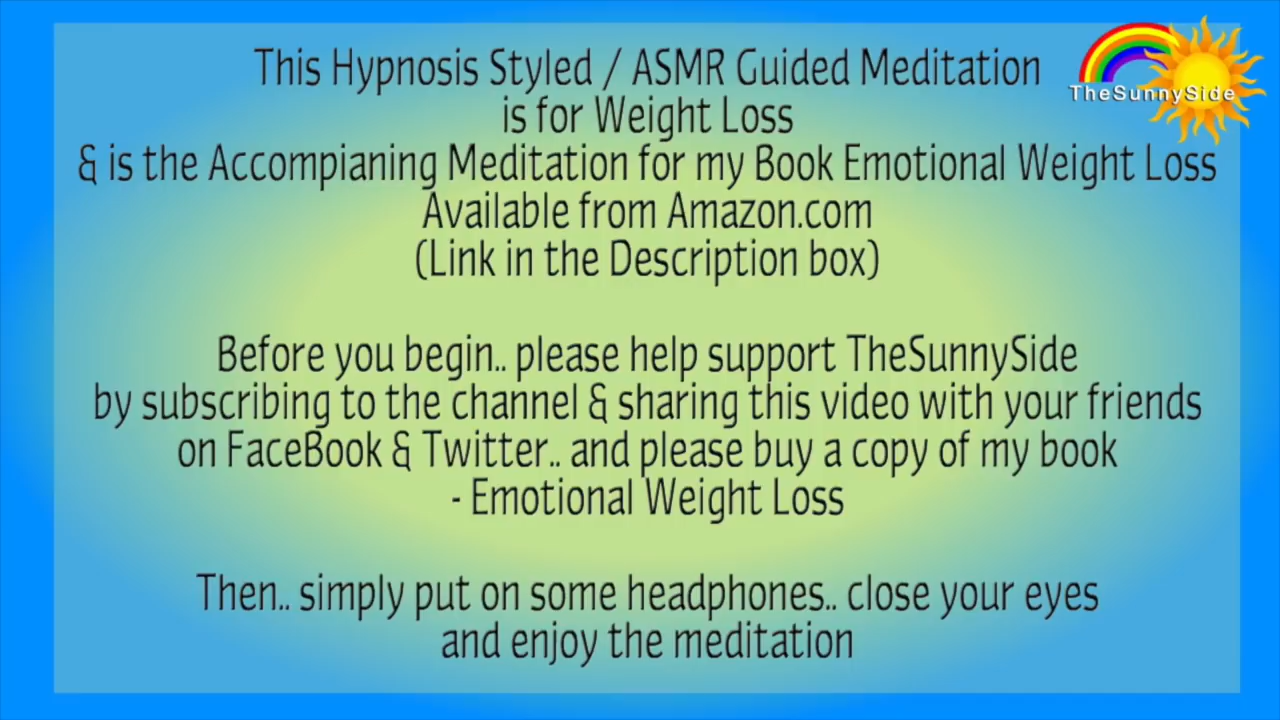 This Hypnosis Styled / ASMR Guided Meditation
is for Weight Loss
& is the Accompianing Meditation for my Book Emotional Weight Loss
Available from Amazon.com
(Link in the Description box)
Before you begin.. please help support TheSunnySide
by subscribing to the channel & sharing this video with your friends
on FaceBook & Twitter.. and please buy a copy of my book
- Emotional Weight Loss
Then.. simply put on some headphones.. close your eyes
and enjoy the meditation
TheSunnySide